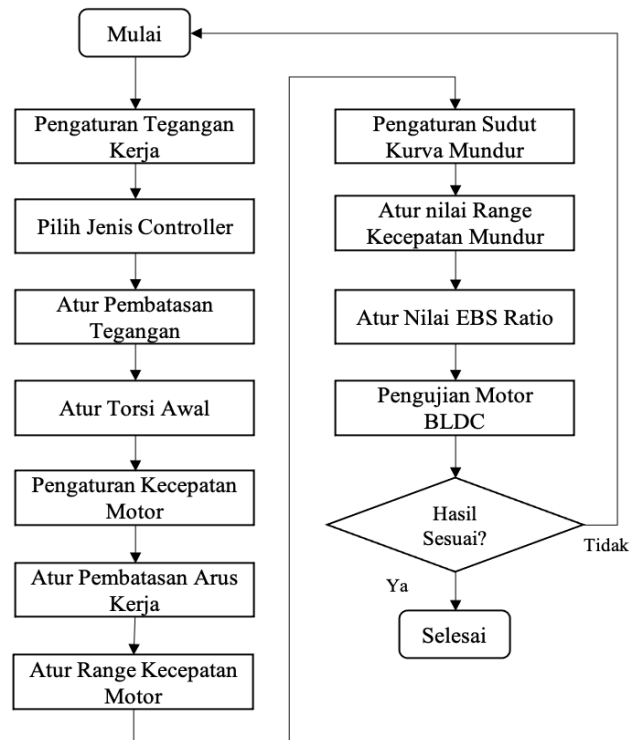 Mulai
Pengaturan Tegangan
Kerja
Pilih Jenis Controller
Atur Pembatasan
Tegangan
Atur Torsi Awal
Pengaturan Kecepatan
Motor
Atur Pembatasan Arus
Kerja
Atur Range Kecepatan
Motor
Pengaturan Sudut
Kurva Mundur
Atur nilai Range
Kecepatan Mundur
Atur Nilai EBS Ratio
Pengujian Motor
BLDC
Hasil
Sesuai?
Tidak
Ya
Selesai